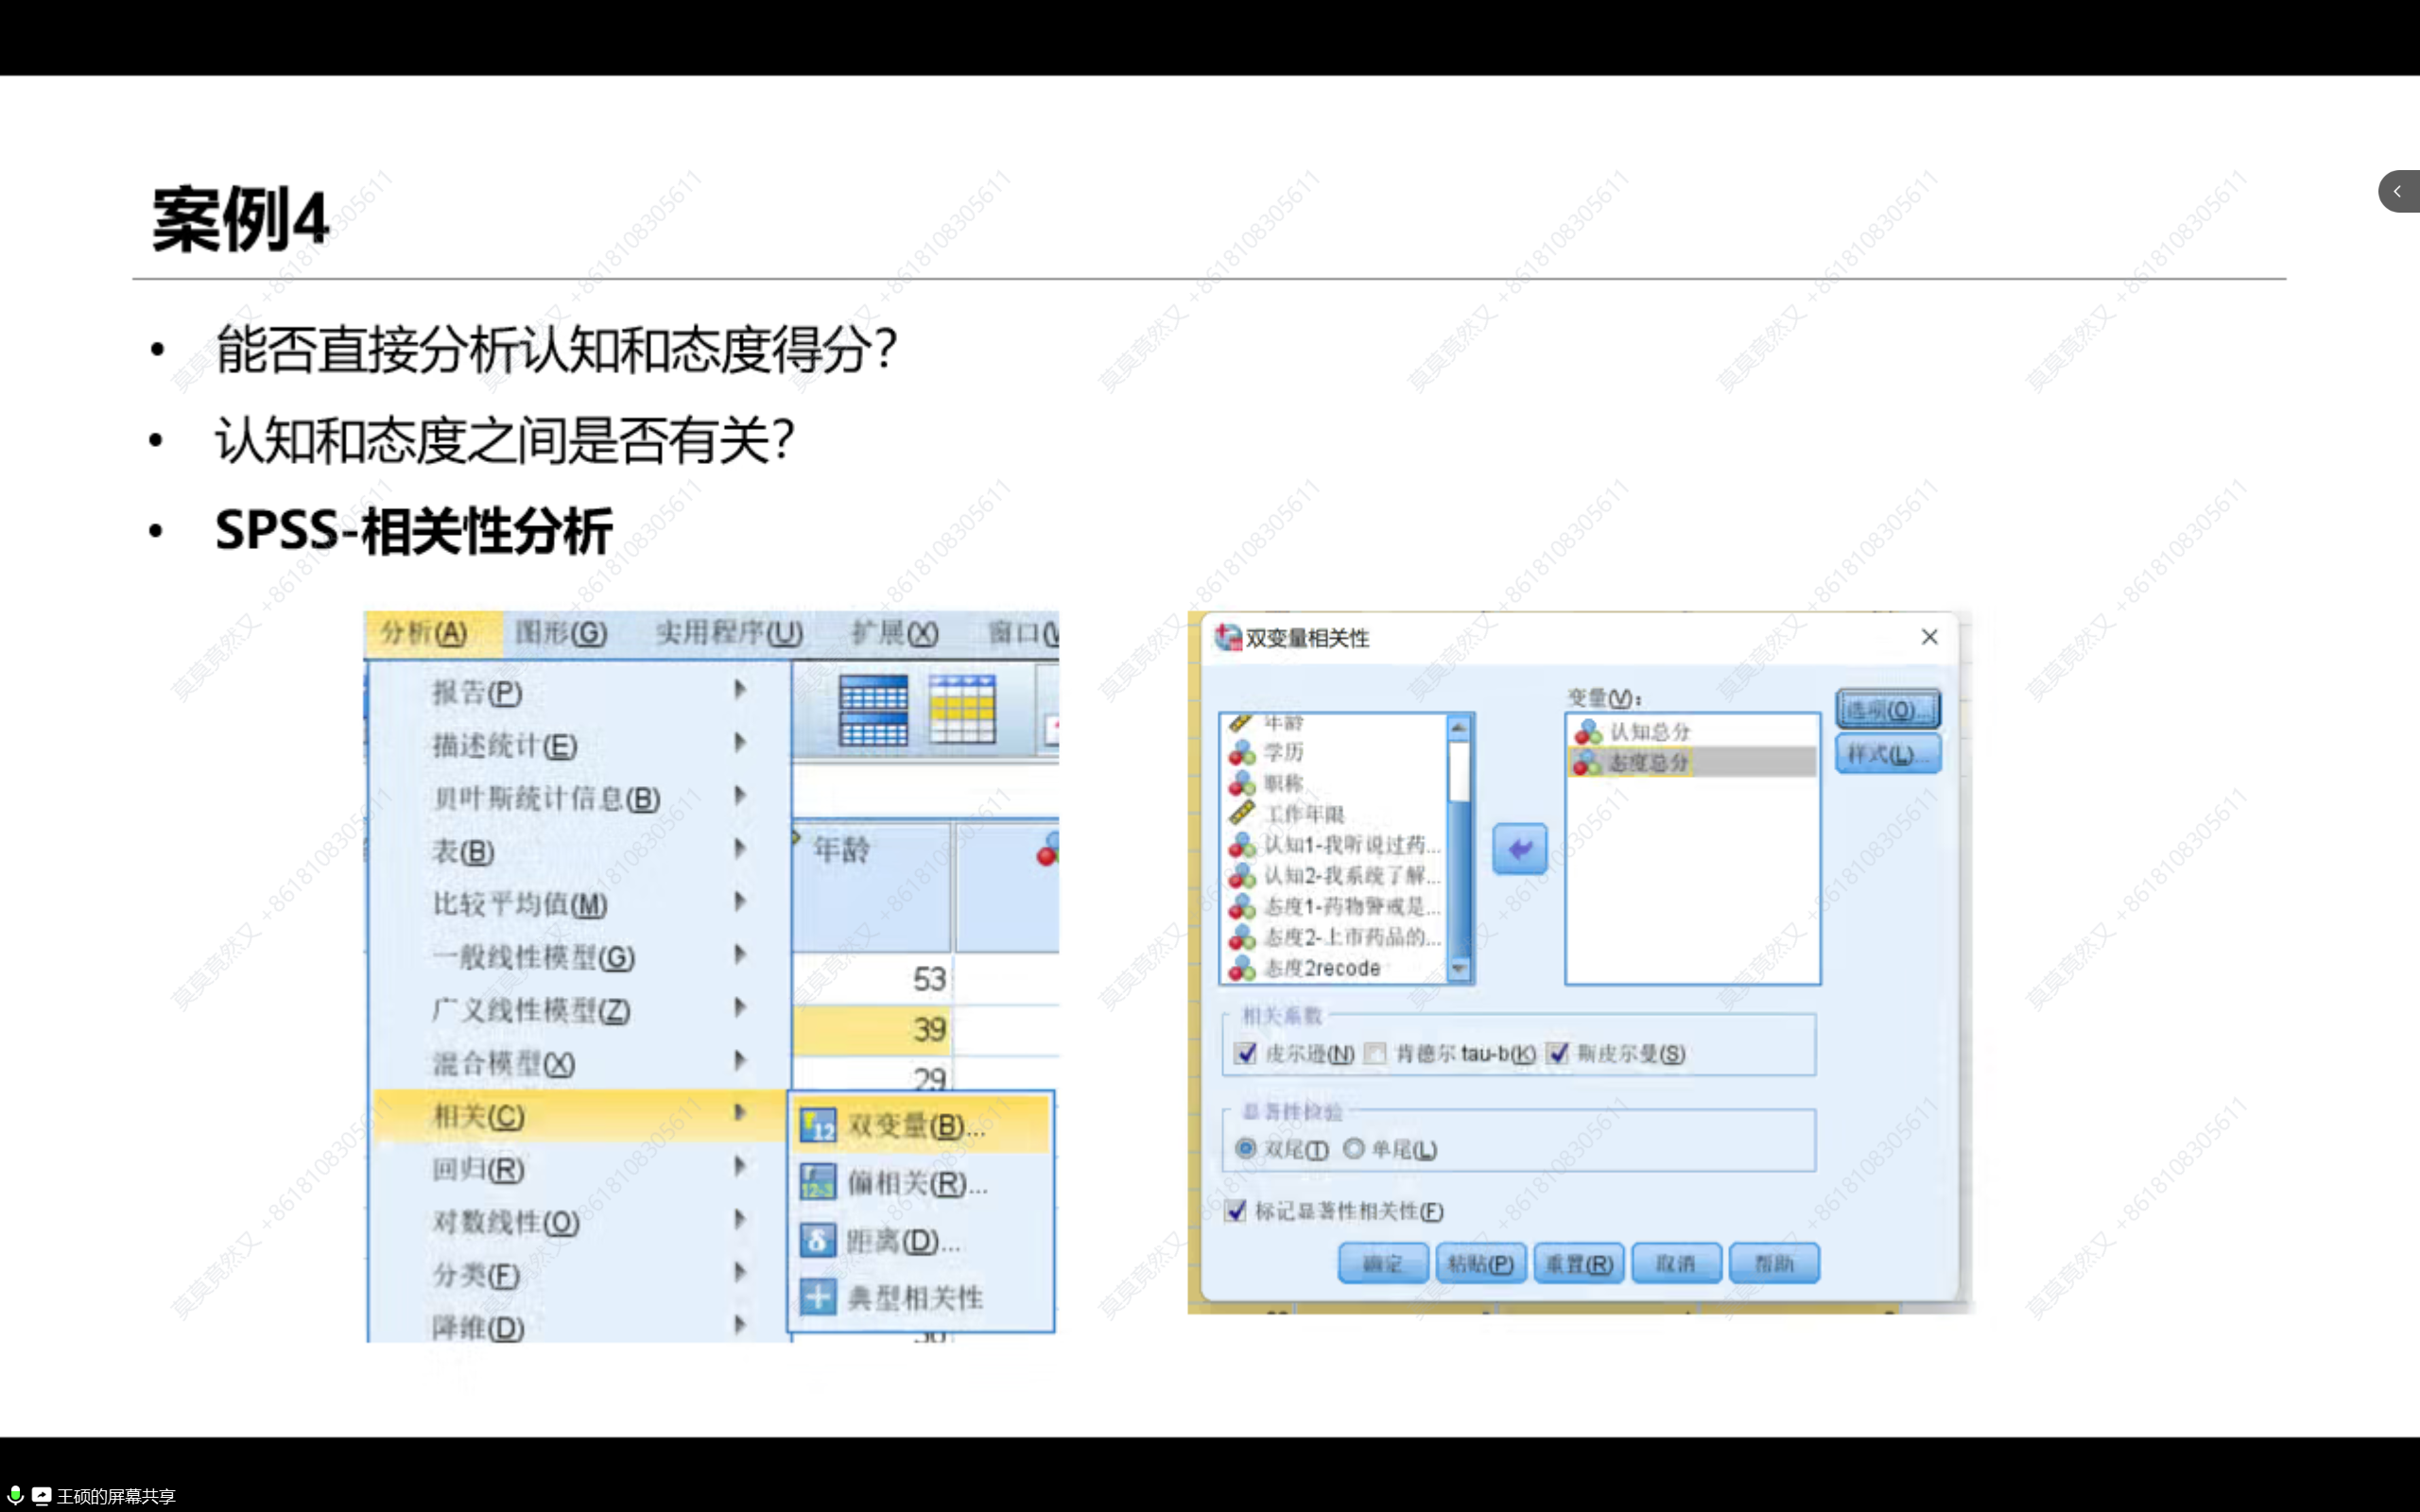 案例4
• 能否直接分析认知和态度得分?
• 认知和态度之间是否有关?
• SPSS-相关性分析
分析(A) 图形(G) 实用程序(U) 扩展(X) 窗口(
报告(P)
描述统计(E)
贝叶斯统计信息(B)
表(B)
比较平均值(M)
一般线性模型(G)
广义线性模型(Z)
混合模型(X)
相关(C)
回归(R)
对数线性(O)
分类(F)
降维(D)
年龄
53
39
29
双变量(B)...
偏相关(R)...
距离(D)...
典型相关性
双变量相关性
年龄
学历
职称
工作年限
认知1-我听说过药...
认知2-我系统了解...
态度1-药物警戒是...
态度2-上市药品的...
态度2recode
变量(V):
认知总分
态度总分
选项(O)...
样式(L)...
相关系数
皮尔逊(N) 肯德尔 tau-b(K) 斯皮尔曼(S)
显著性检验
双尾(T) 单尾(L)
标记显著性相关性(F)
确定 粘贴(P) 重置(R) 取消 帮助
莫莫竟然又 +8618108305611
王硕的屏幕共享